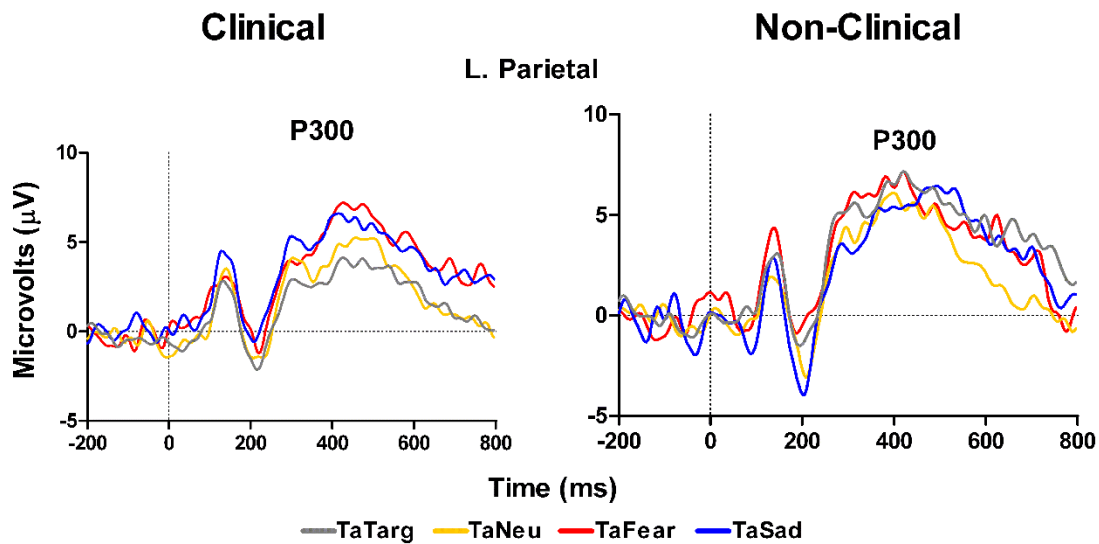 Clinical
Non-Clinical
L. Parietal
P300
P300
10
5
0
-5
-200 0 200 400 600 800
10
5
0
-5
-200 0 200 400 600 800
Microvolts (μV)
Time (ms)
TaTarg TaNeu TaFear TaSad